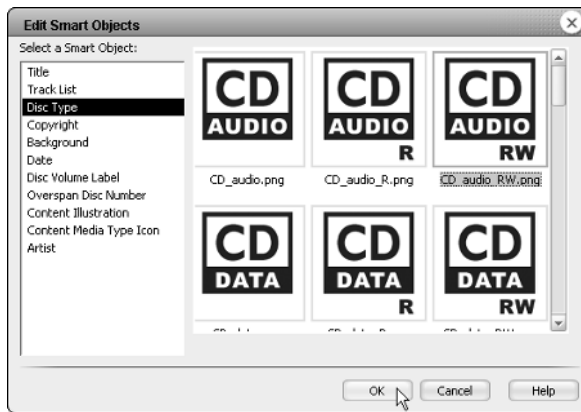 Edit Smart Objects
Select a Smart Object:
Title
Track List
Disc Type
Copyright
Background
Date
Disc Volume Label
Overspan Disc Number
Content Illustration
Content Media Type Icon
Artist
CD CD CD
AUDIO AUDIO AUDIO
R RW
CD_audio.png CD_audio_R.png CD_audio_RW.png
CD CD CD
DATA DATA DATA
R RW
OK Cancel Help